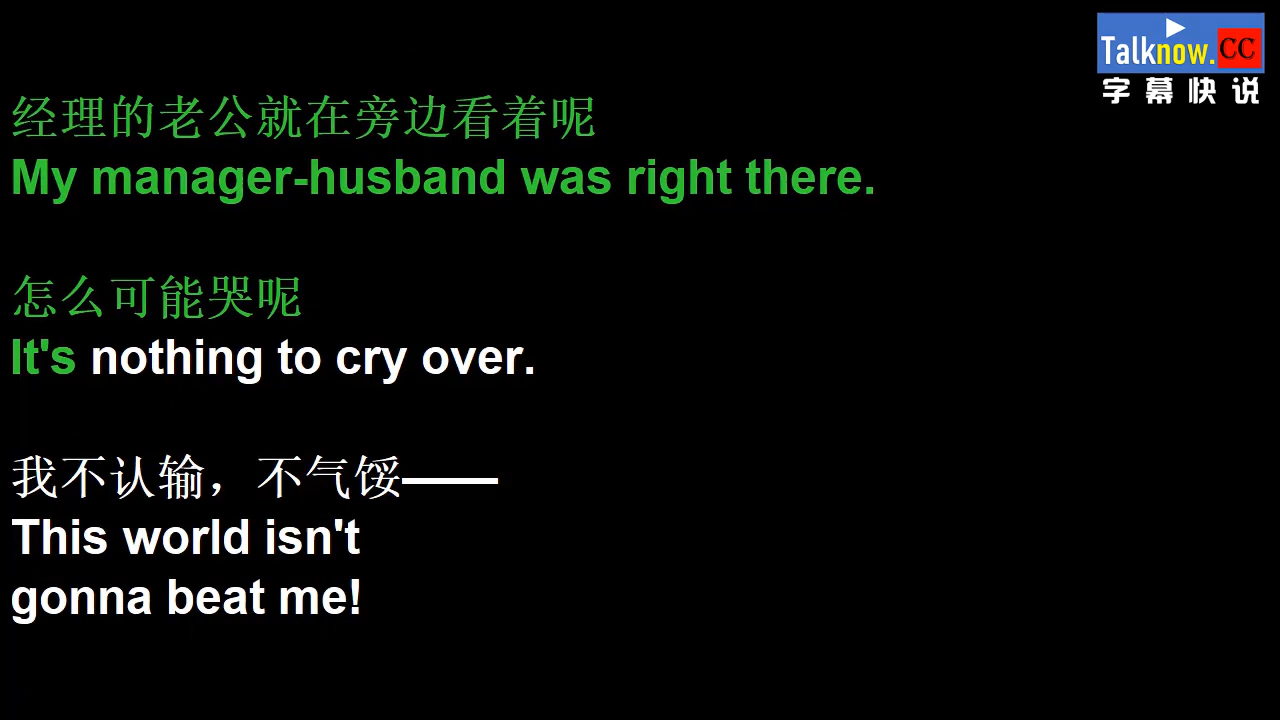 Talknow.CC
字幕快说
经理的老公就在旁边看着呢
My manager-husband was right there.
怎么可能哭呢
It's nothing to cry over.
我不认输，不气馁——
This world isn't
gonna beat me!